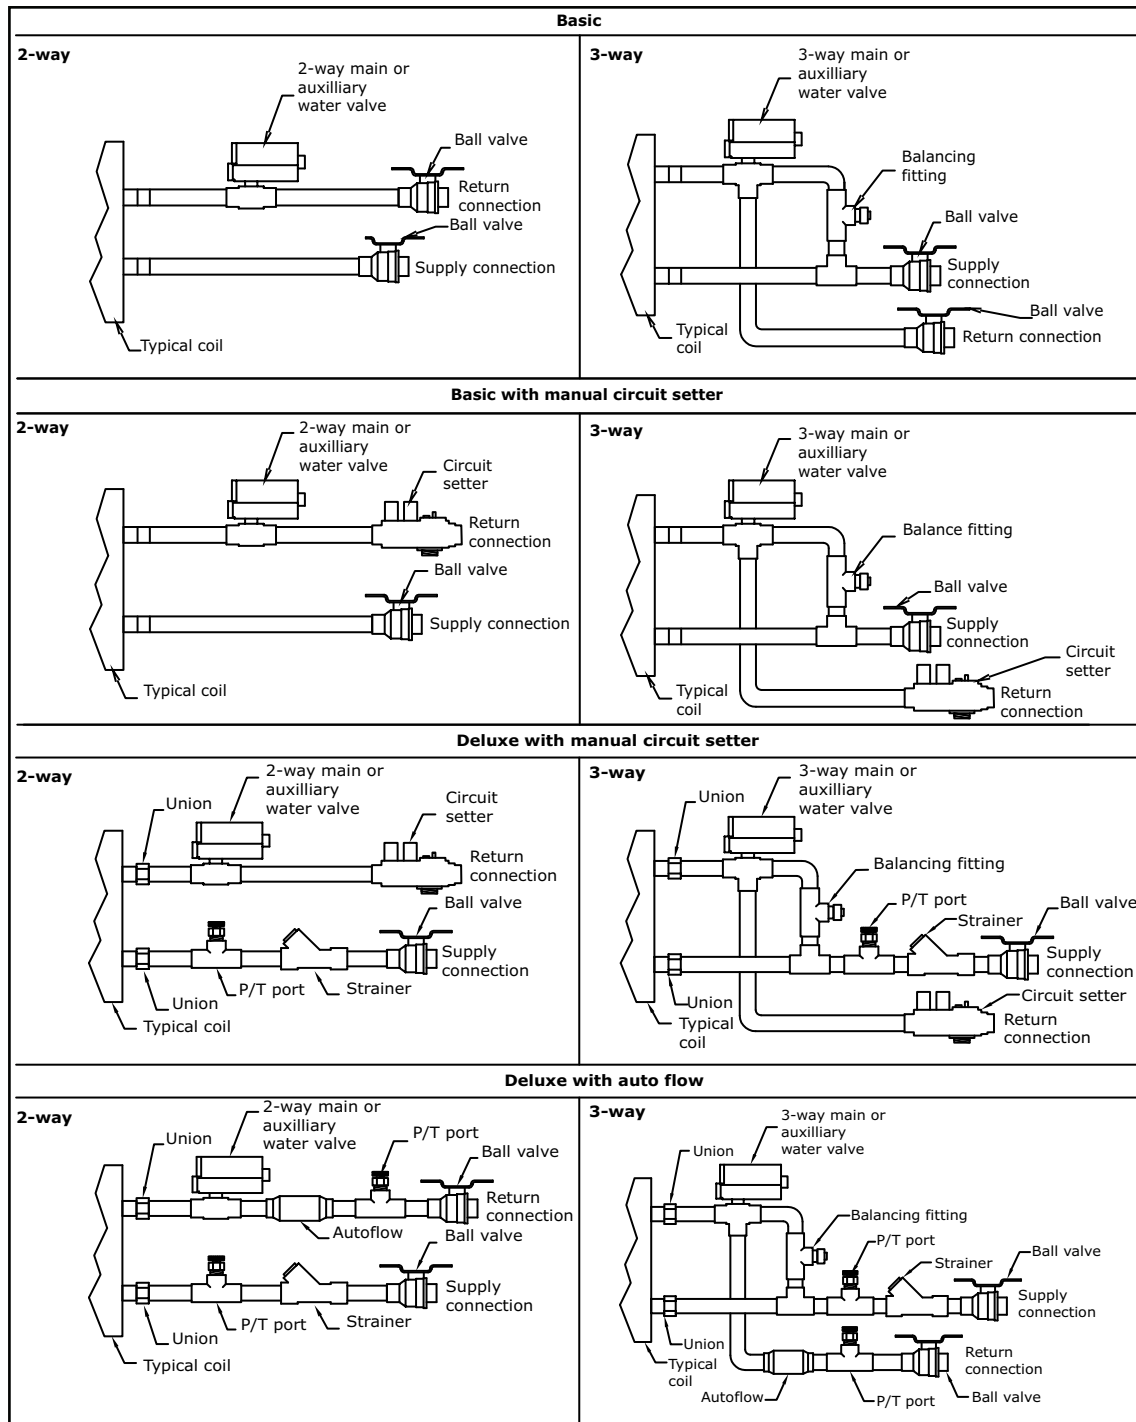 Basic
2-way
2-way main or
auxilliary
water valve
Ball valve
Return
connection
Ball valve
Supply connection
Typical coil
3-way
3-way main or
auxilliary
water valve
Balancing
fitting
Ball valve
Supply
connection
Ball valve
Return connection
Typical
coil
Basic with manual circuit setter
2-way
2-way main or
auxilliary
water valve
Circuit
setter
Return
connection
Ball valve
Supply connection
Typical coil
3-way
3-way main or
auxilliary
water valve
Balance fitting
Ball valve
Supply
connection
Circuit
setter
Return
connection
Typical
coil
Deluxe with manual circuit setter
2-way
2-way main or
auxilliary
water valve
Union
Circuit
setter
Return
connection
Ball valve
Supply
connection
P/T port
Strainer
Union
Typical coil
3-way
3-way main or
auxilliary
water valve
Union
Balancing fitting
P/T port
Strainer
Ball valve
Supply
connection
Union
Circuit setter
Typical
coil
Return
connection
Deluxe with auto flow
2-way
2-way main or
auxilliary
water valve
Union
P/T port
Ball valve
Return
connection
Autoflow
Ball valve
Supply
connection
P/T port
Strainer
Union
Typical coil
3-way
3-way main or
auxilliary
water valve
Union
Balancing fitting
P/T port
Strainer
Ball valve
Supply
connection
Union
Typical
coil
Return
connection
Autoflow
P/T port
Ball valve